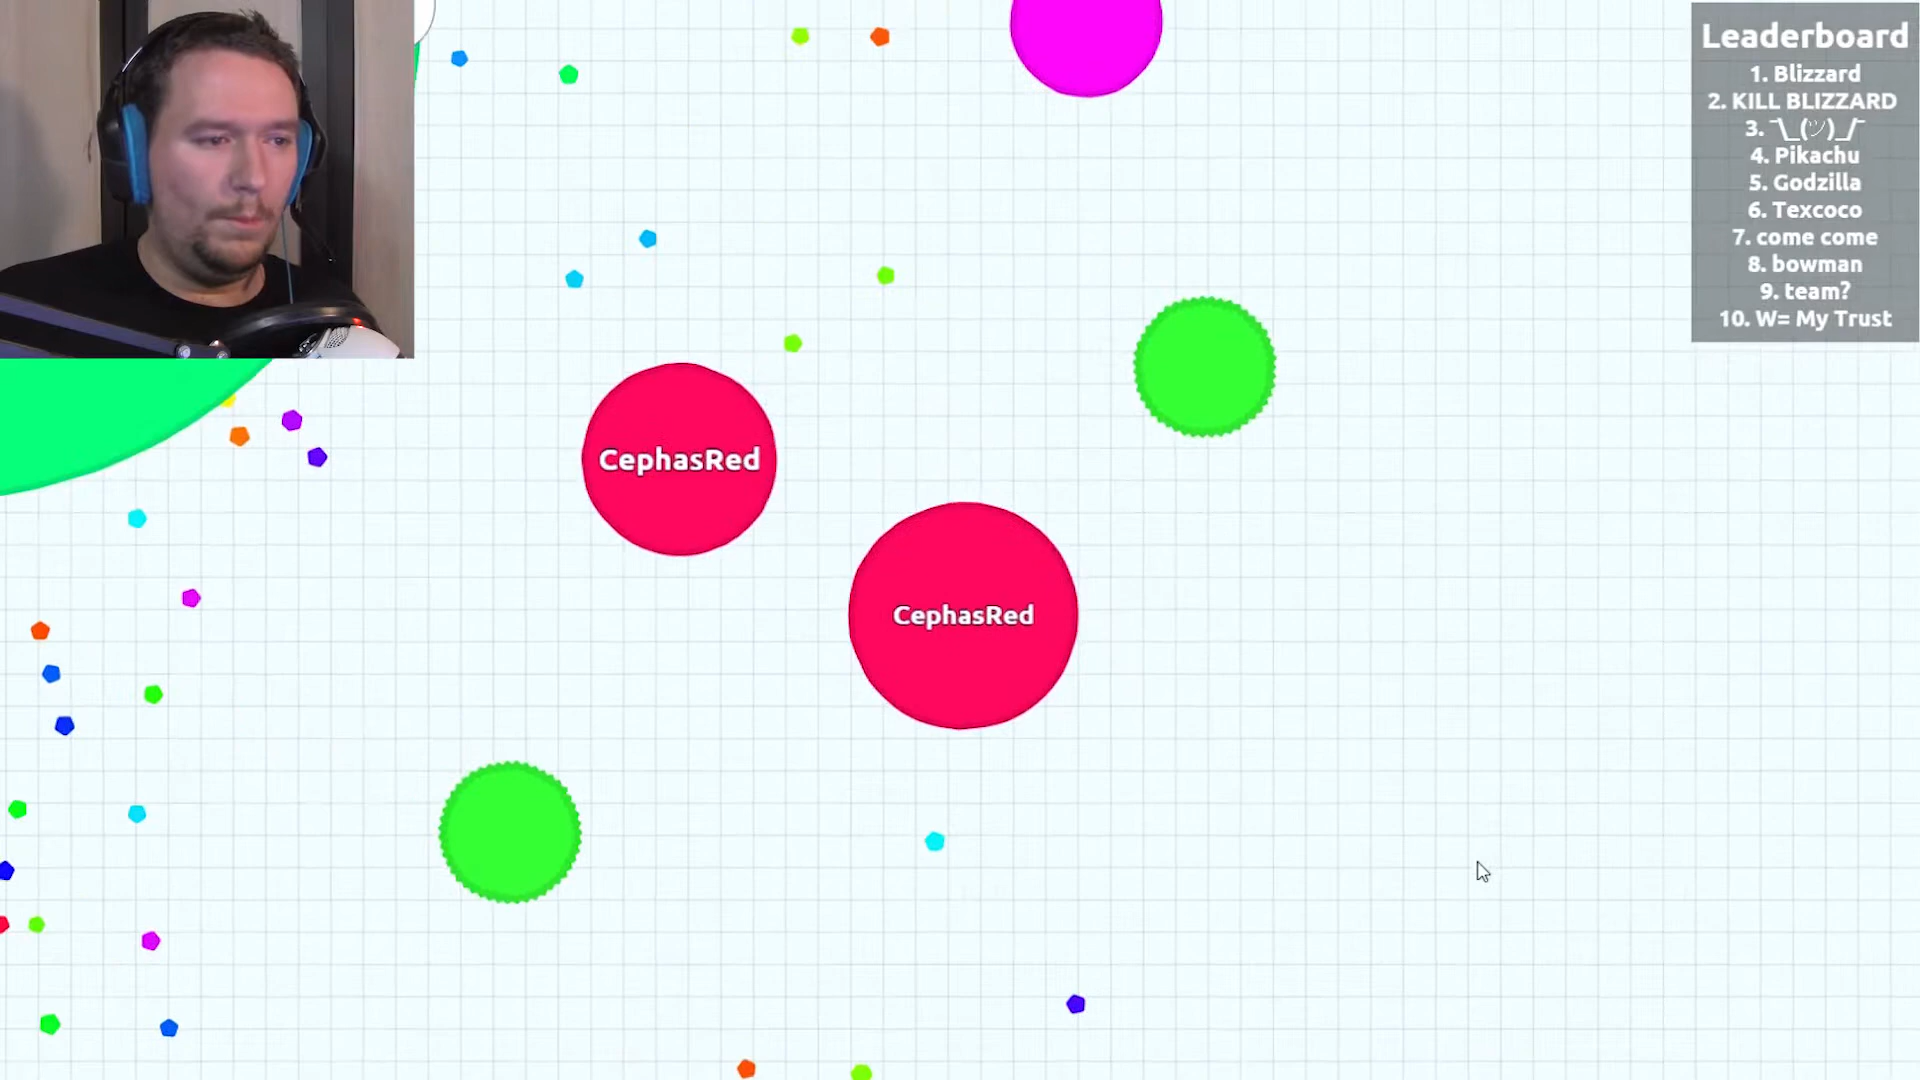 Leaderboard
1. Blizzard
2. KILL BLIZZARD
3. ¯\_(ツ)_/¯
4. Pikachu
5. Godzilla
6. Texcoco
7. come come
8. bowman
9. team?
10. W= My Trust
CephasRed
CephasRed